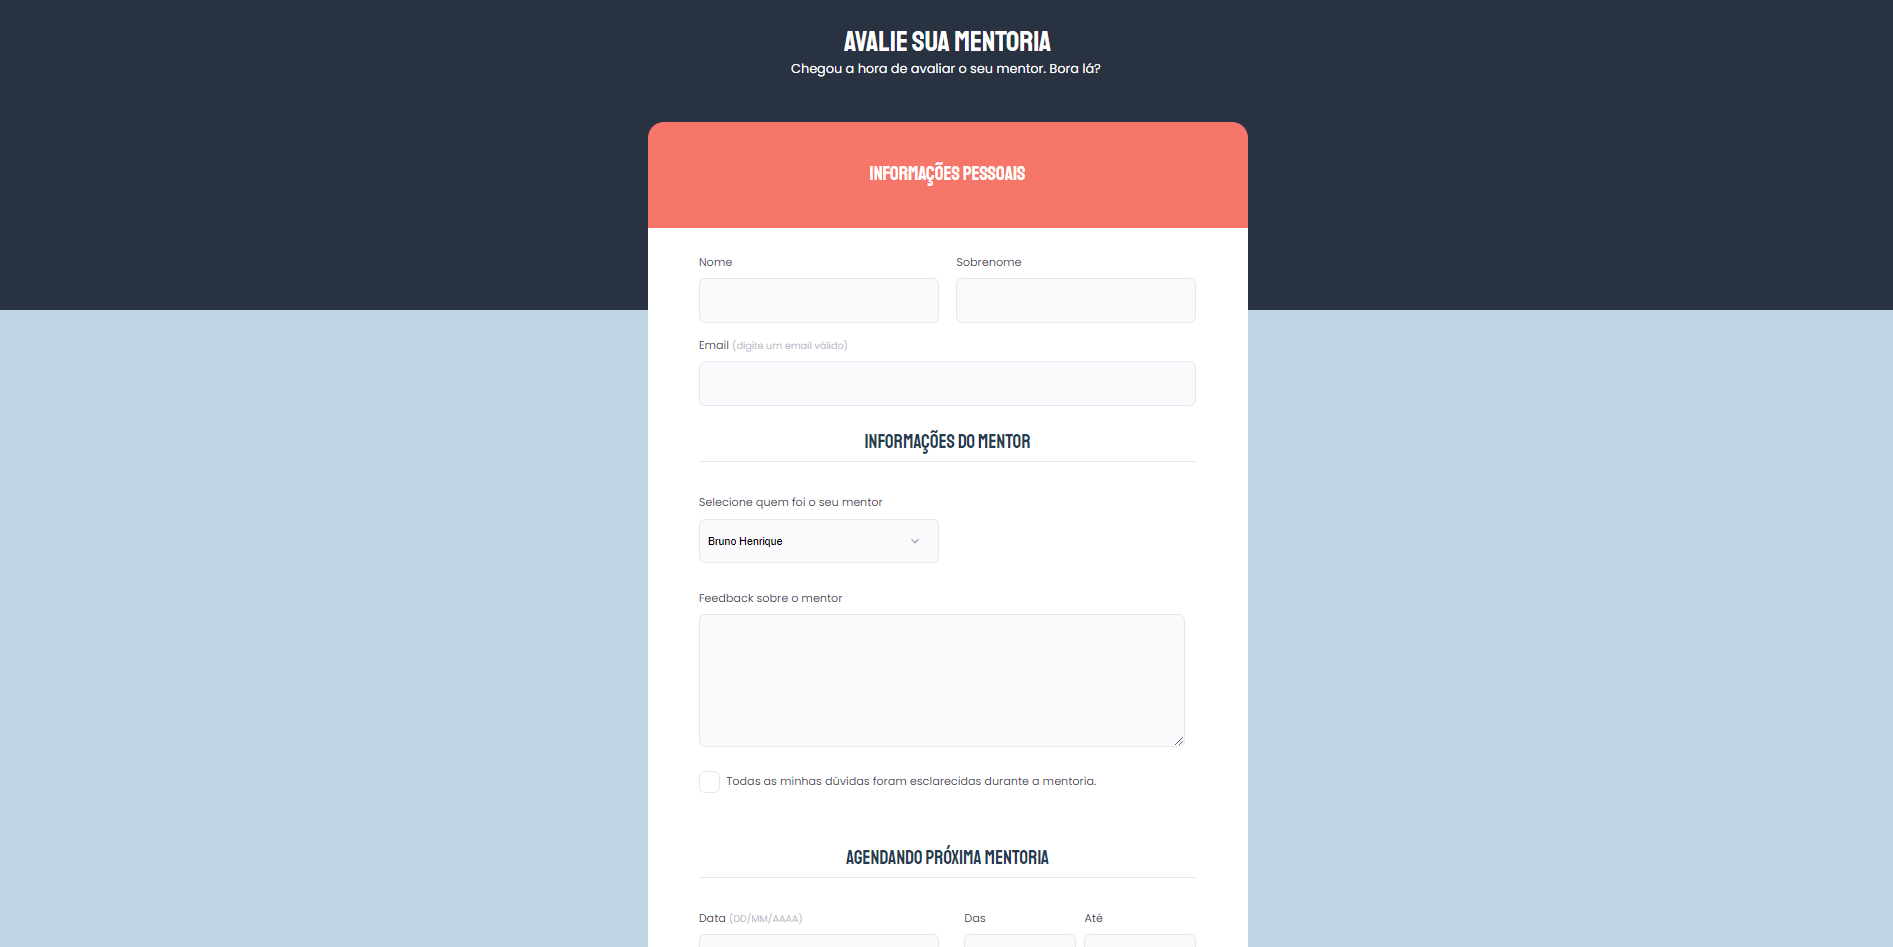 AVALIE SUA MENTORIA
Chegou a hora de avaliar o seu mentor. Bora lá?
INFORMAÇÕES PESSOAIS
Nome Sobrenome
Email (digite um email válido)
INFORMAÇÕES DO MENTOR
Selecione quem foi o seu mentor
Bruno Henrique
Feedback sobre o mentor
Todas as minhas dúvidas foram esclarecidas durante a mentoria.
AGENDANDO PRÓXIMA MENTORIA
Data (DD/MM/AAAA) Das Até